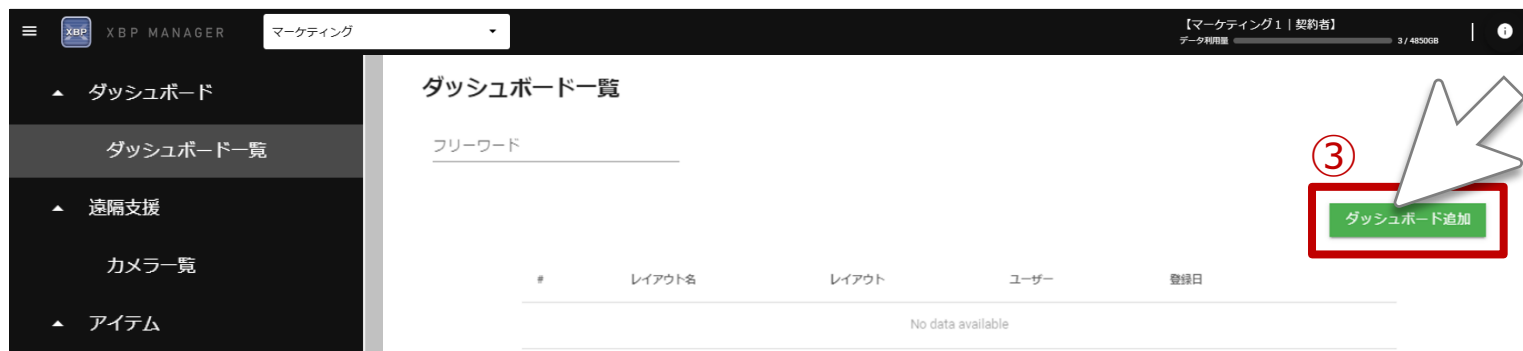 XBP XBP MANAGER マーケティング 【マーケティング1｜契約者】
データ利用量 3 / 4850GB
ダッシュボード
ダッシュボード一覧
遠隔支援
カメラ一覧
アイテム
ダッシュボード一覧
フリーワード
③
ダッシュボード追加
# レイアウト名 レイアウト ユーザー 登録日
No data available